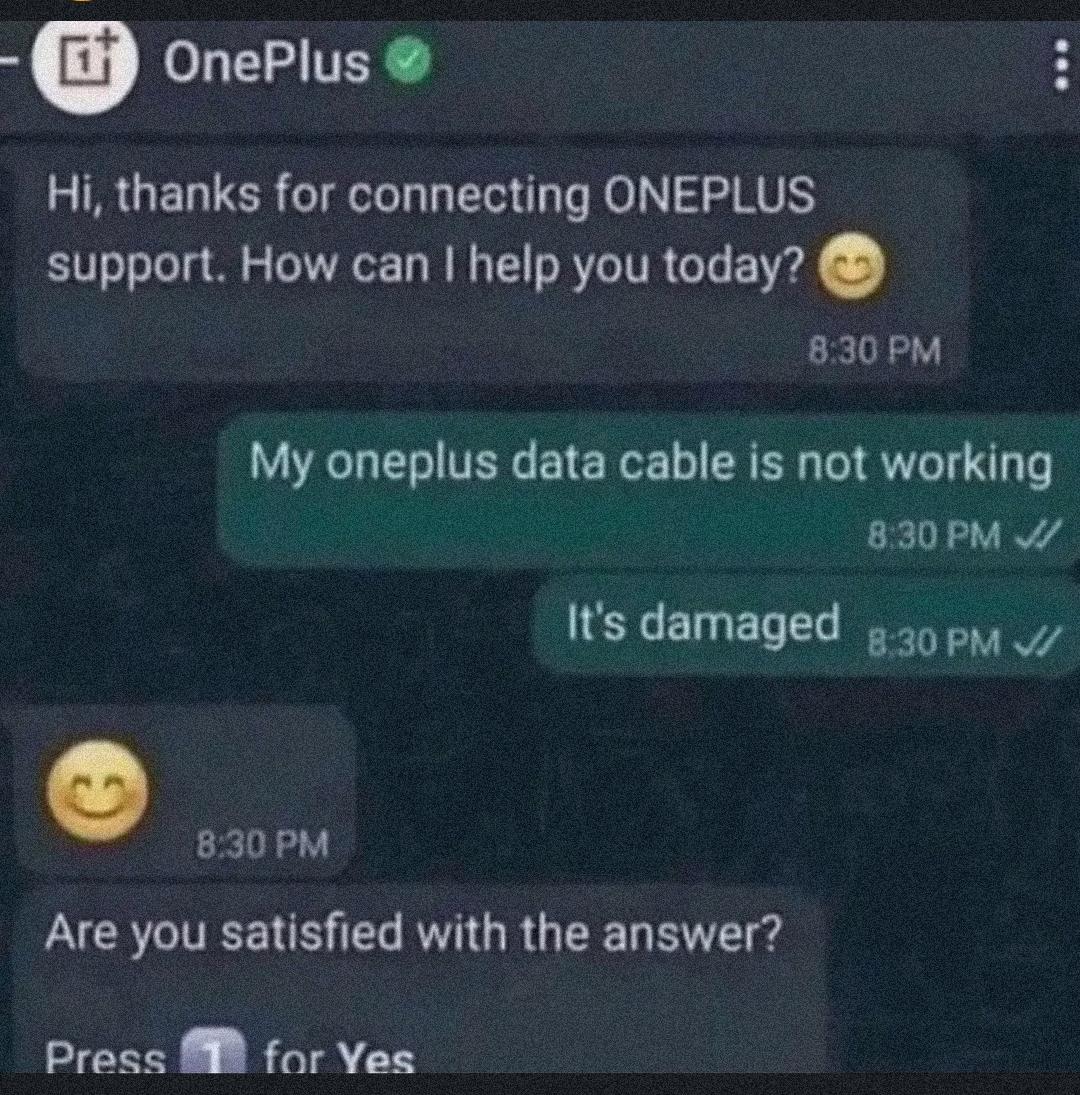 OnePlus
Hi, thanks for connecting ONEPLUS
support. How can I help you today? 😊
8:30 PM
My oneplus data cable is not working
8:30 PM
It's damaged 8:30 PM
😊
8:30 PM
Are you satisfied with the answer?
Press 1 for Yes